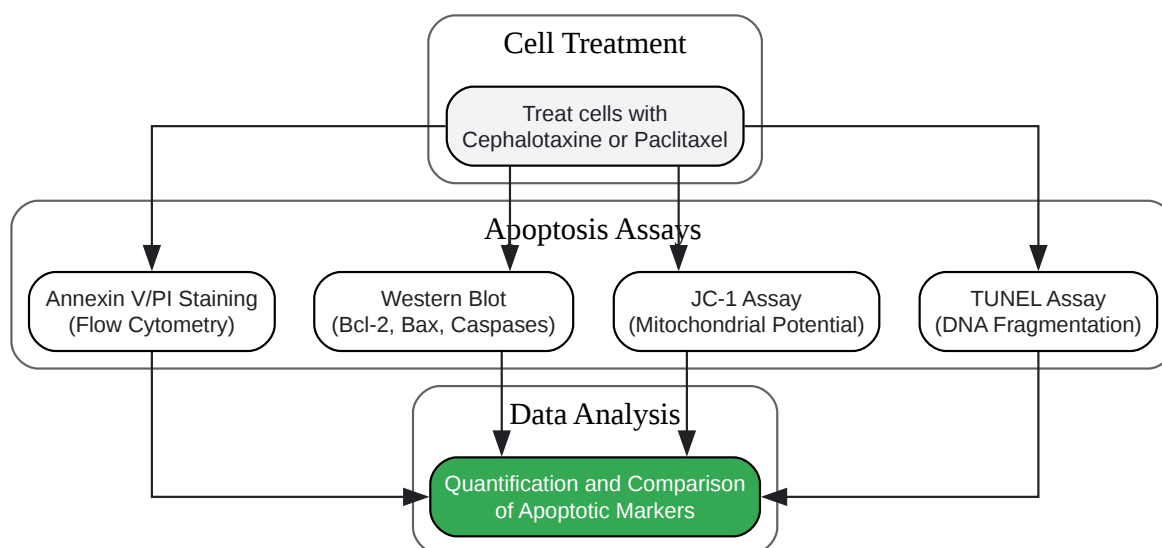 Cell Treatment
Treat cells with
Cephalotaxine or Paclitaxel
Apoptosis Assays
Annexin V/PI Staining
(Flow Cytometry)
Western Blot
(Bcl-2, Bax, Caspases)
JC-1 Assay
(Mitochondrial Potential)
TUNEL Assay
(DNA Fragmentation)
Data Analysis
Quantification and Comparison
of Apoptotic Markers